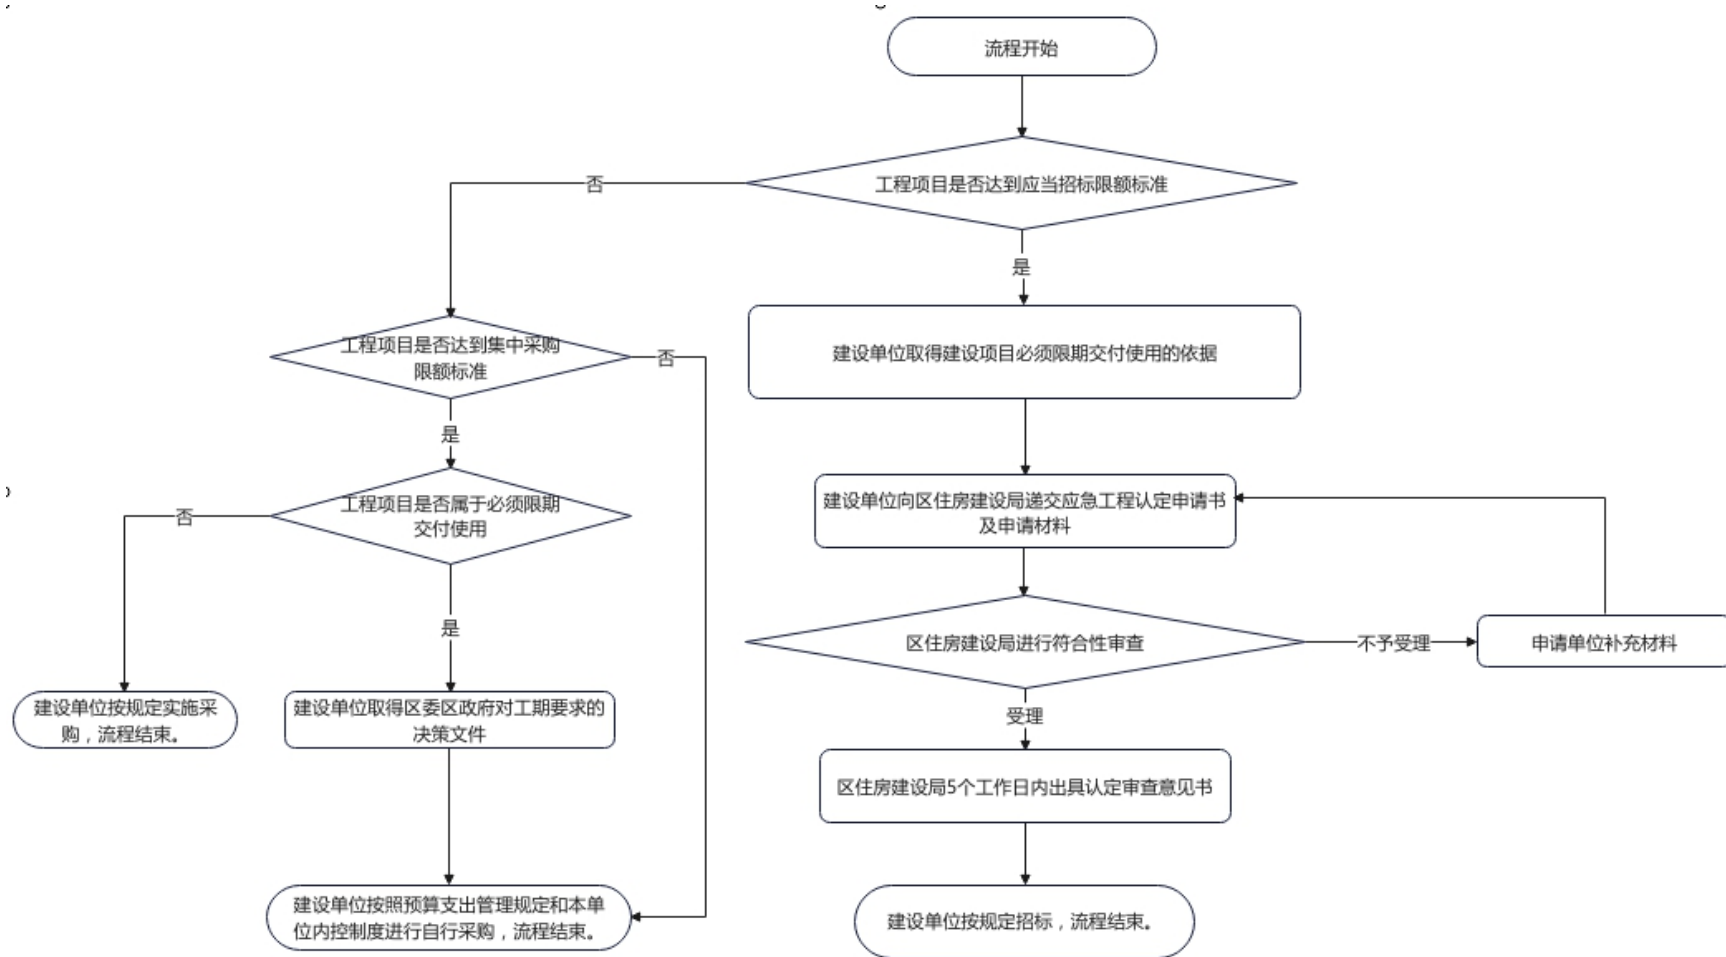 流程开始
工程项目是否达到应当招标限额标准
否
是
工程项目是否达到集中采购
限额标准
否
建设单位取得建设项目必须限期交付使用的依据
是
工程项目是否属于必须限期
交付使用
否
建设单位向区住房建设局递交应急工程认定申请书
及申请材料
是
区住房建设局进行符合性审查
不予受理
申请单位补充材料
建设单位按规定实施采
购，流程结束。
建设单位取得区委区政府对工期要求的
决策文件
受理
区住房建设局5个工作日内出具认定审查意见书
建设单位按照预算支出管理规定和本单
位内控制度进行自行采购，流程结束。
建设单位按规定招标，流程结束。